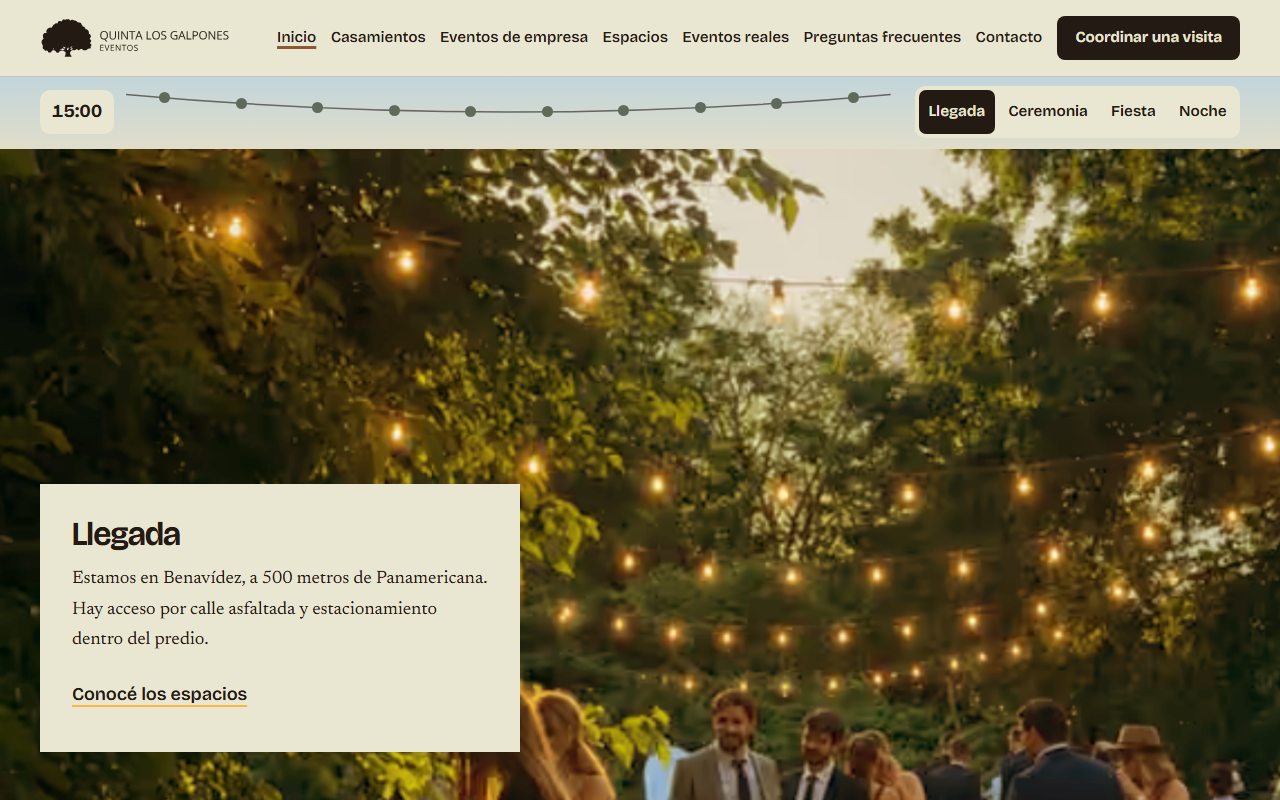 QUINTA LOS GALPONES
EVENTOS
Inicio Casamientos Eventos de empresa Espacios Eventos reales Preguntas frecuentes Contacto Coordinar una visita
15:00 Llegada Ceremonia Fiesta Noche
Llegada
Estamos en Benavídez, a 500 metros de Panamericana.
Hay acceso por calle asfaltada y estacionamiento
dentro del predio.
Conocé los espacios